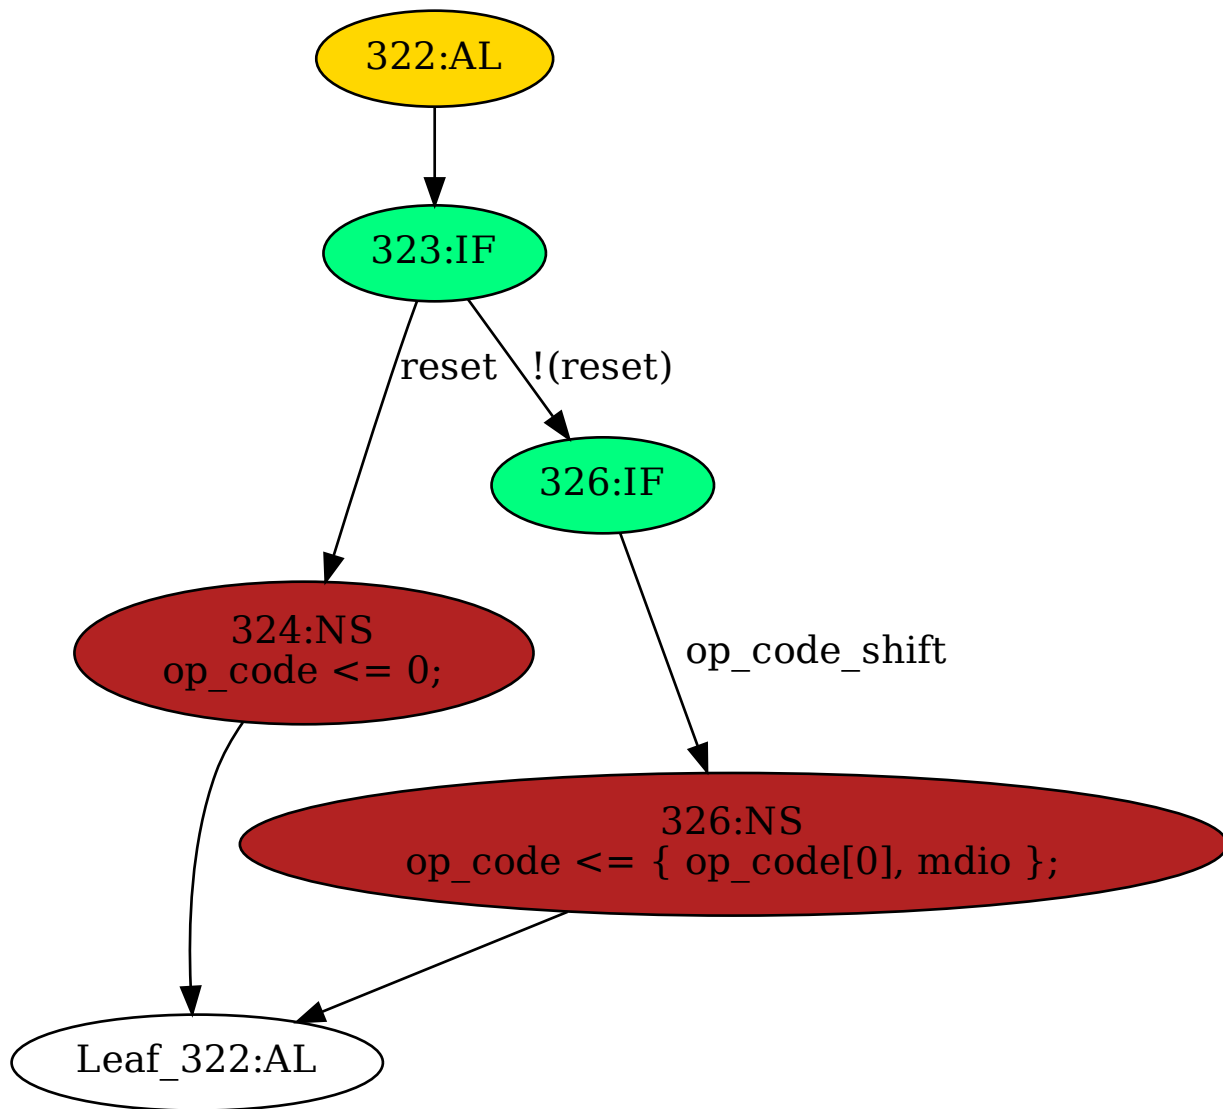 322:AL
323:IF
reset
!(reset)
326:IF
324:NS
op_code <= 0;
op_code_shift
326:NS
op_code <= { op_code[0], mdio };
Leaf_322:AL